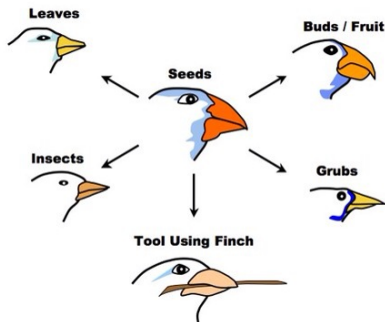 Leaves
Buds / Fruit
Seeds
Insects
Grubs
Tool Using Finch